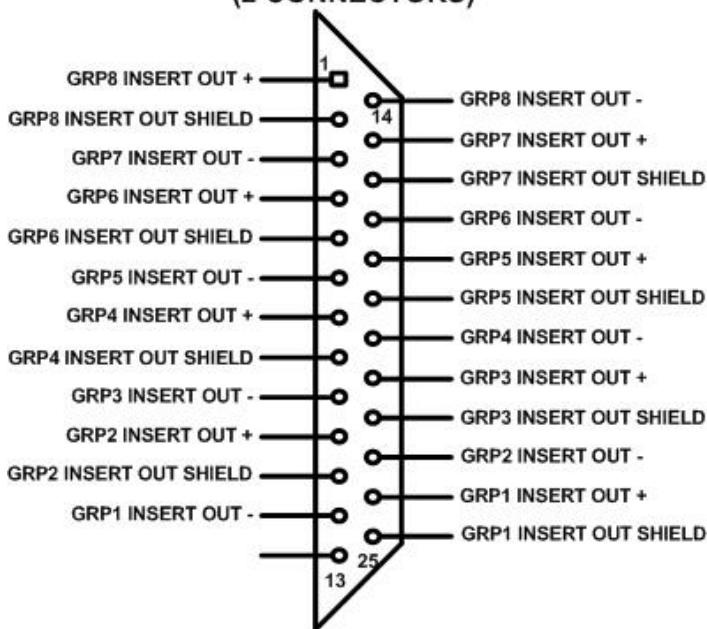 (2 CONNECTORS)
1
GRP8 INSERT OUT +
GRP8 INSERT OUT -
14
GRP8 INSERT OUT SHIELD
GRP7 INSERT OUT +
GRP7 INSERT OUT -
GRP7 INSERT OUT SHIELD
GRP6 INSERT OUT +
GRP6 INSERT OUT -
GRP6 INSERT OUT SHIELD
GRP5 INSERT OUT +
GRP5 INSERT OUT -
GRP5 INSERT OUT SHIELD
GRP4 INSERT OUT +
GRP4 INSERT OUT -
GRP4 INSERT OUT SHIELD
GRP3 INSERT OUT +
GRP3 INSERT OUT -
GRP3 INSERT OUT SHIELD
GRP2 INSERT OUT +
GRP2 INSERT OUT -
GRP2 INSERT OUT SHIELD
GRP1 INSERT OUT +
GRP1 INSERT OUT -
GRP1 INSERT OUT SHIELD
25
13